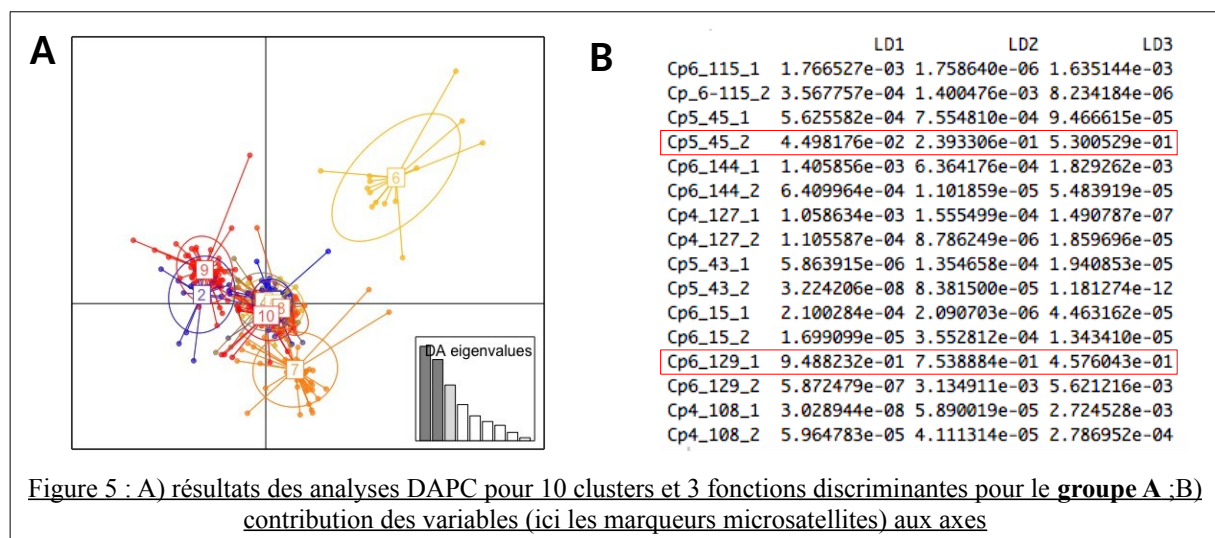 A
6
9
2
8
10
7
DA eigenvalues
B
LD1 LD2 LD3
Cp6_115_1 1.766527e-03 1.758640e-06 1.635144e-03
Cp_6-115_2 3.567757e-04 1.400476e-03 8.234184e-06
Cp5_45_1 5.625582e-04 7.554810e-04 9.466615e-05
Cp5_45_2 4.498176e-02 2.393306e-01 5.300529e-01
Cp6_144_1 1.405856e-03 6.364176e-04 1.829262e-03
Cp6_144_2 6.409964e-04 1.101859e-05 5.483919e-05
Cp4_127_1 1.058634e-03 1.555499e-04 1.490787e-07
Cp4_127_2 1.105587e-04 8.786249e-06 1.859696e-05
Cp5_43_1 5.863915e-06 1.354658e-04 1.940853e-05
Cp5_43_2 3.224206e-08 8.381500e-05 1.181274e-12
Cp6_15_1 2.100284e-04 2.090703e-06 4.463162e-05
Cp6_15_2 1.699099e-05 3.552812e-04 1.343410e-05
Cp6_129_1 9.488232e-01 7.538884e-01 4.576043e-01
Cp6_129_2 5.872479e-07 3.134911e-03 5.621216e-03
Cp4_108_1 3.028944e-08 5.890019e-05 2.724528e-03
Cp4_108_2 5.964783e-05 4.111314e-05 2.786952e-04
Figure 5 : A) résultats des analyses DAPC pour 10 clusters et 3 fonctions discriminantes pour le groupe A ;B)
contribution des variables (ici les marqueurs microsatellites) aux axes